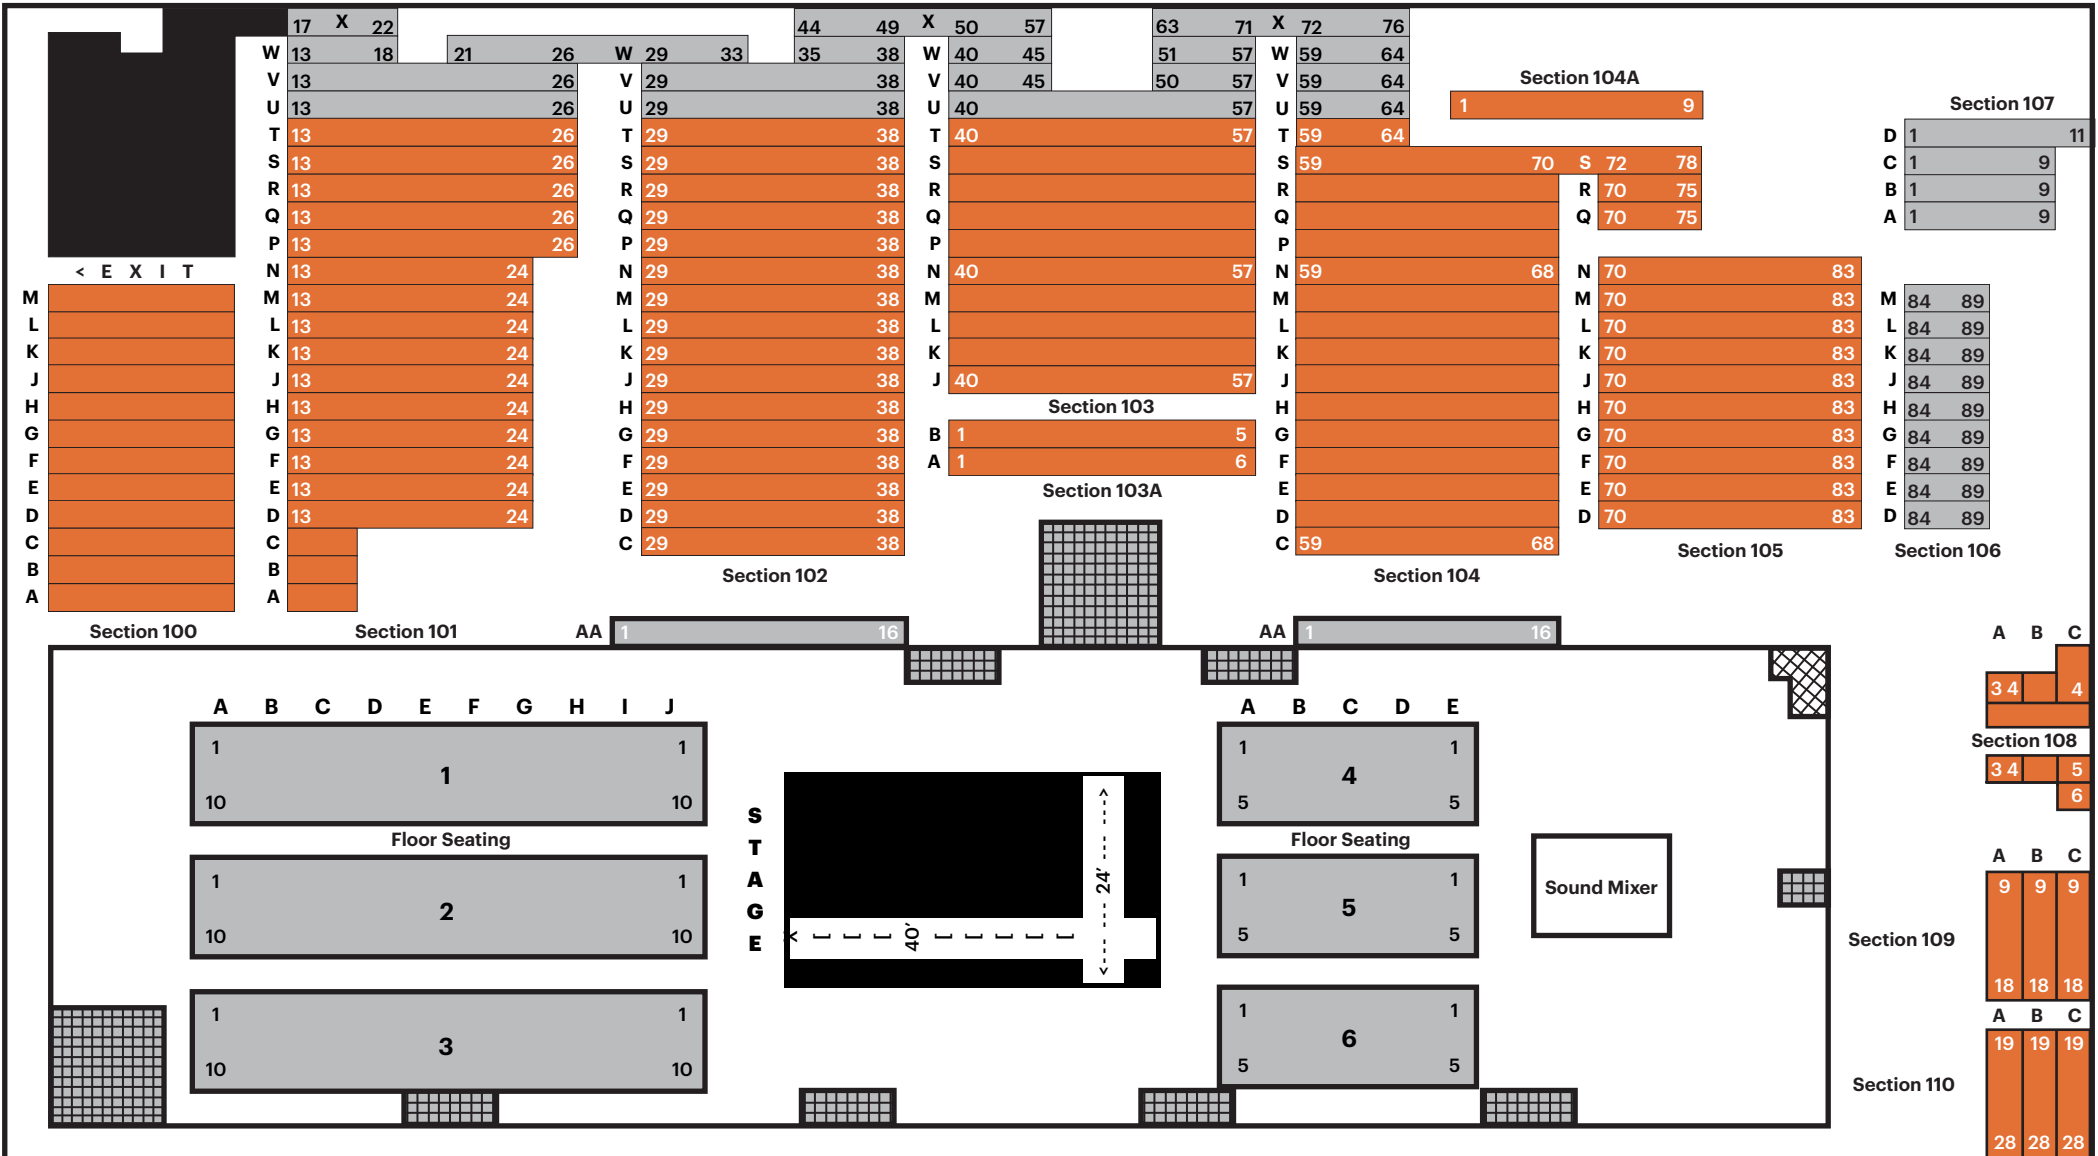 17 X 22 44 49 X 50 57 63 71 X 72 76
W 13 18 21 26 W 29 33 35 38 W 40 45 51 57 W 59 64
V 13 26 V 29 38 V 40 45 50 57 V 59 64 Section 104A
U 13 26 U 29 38 U 40 57 U 59 64 1 9 Section 107
T 13 26 T 29 38 T 40 57 T 59 64 D 1 11
S 13 26 S 29 38 S S 59 70 S 72 78 C 1 9
R 13 26 R 29 38 R R R 70 75 B 1 9
Q 13 26 Q 29 38 Q Q Q 70 75 A 1 9
P 13 26 P 29 38 P P
< E X I T N 13 24 N 29 38 N 40 57 N 59 68 N 70 83
M M 13 24 M 29 38 M M M 70 83 M 84 89
L L 13 24 L 29 38 L L L 70 83 L 84 89
K K 13 24 K 29 38 K K K 70 83 K 84 89
J J 13 24 J 29 38 J 40 57 J J 70 83 J 84 89
H H 13 24 H 29 38 Section 103 H H 70 83 H 84 89
G G 13 24 G 29 38 B 1 5 G G 70 83 G 84 89
F F 13 24 F 29 38 A 1 6 F F 70 83 F 84 89
E E 13 24 E 29 38 Section 103A E E 70 83 E 84 89
D D 13 24 D 29 38 D D 70 83 D 84 89
C C C 29 38 C 59 68 Section 105 Section 106
B B Section 102 Section 104
A A
Section 100 Section 101 AA 1 16 AA 1 16 A B C
3 4 4
A B C D E F G H I J A B C D E
Section 108
1 1 1 1
1 4
3 4 5
10 10 5 5
6
S
T
A
G
E
24'
40'
Floor Seating Floor Seating
Sound Mixer
A B C
1 1 1 1
9 9 9
2 5
10 10 5 5
Section 109
18 18 18
1 1 1 1
A B C
19 19 19
3 6
10 10 5 5
Section 110
28 28 28